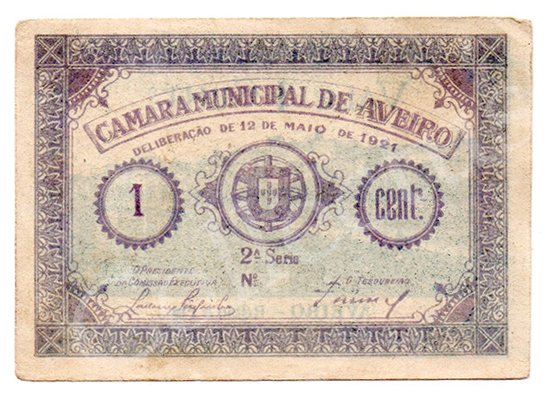 CAMARA MUNICIPAL DE AVEIRO
DELIBERAÇÃO DE 12 DE MAIO DE 1921
1
cent.
2ª Serie
Nº
O PRESIDENTE
DA COMISSÃO EXECUTIVA
O TEZOUREIRO